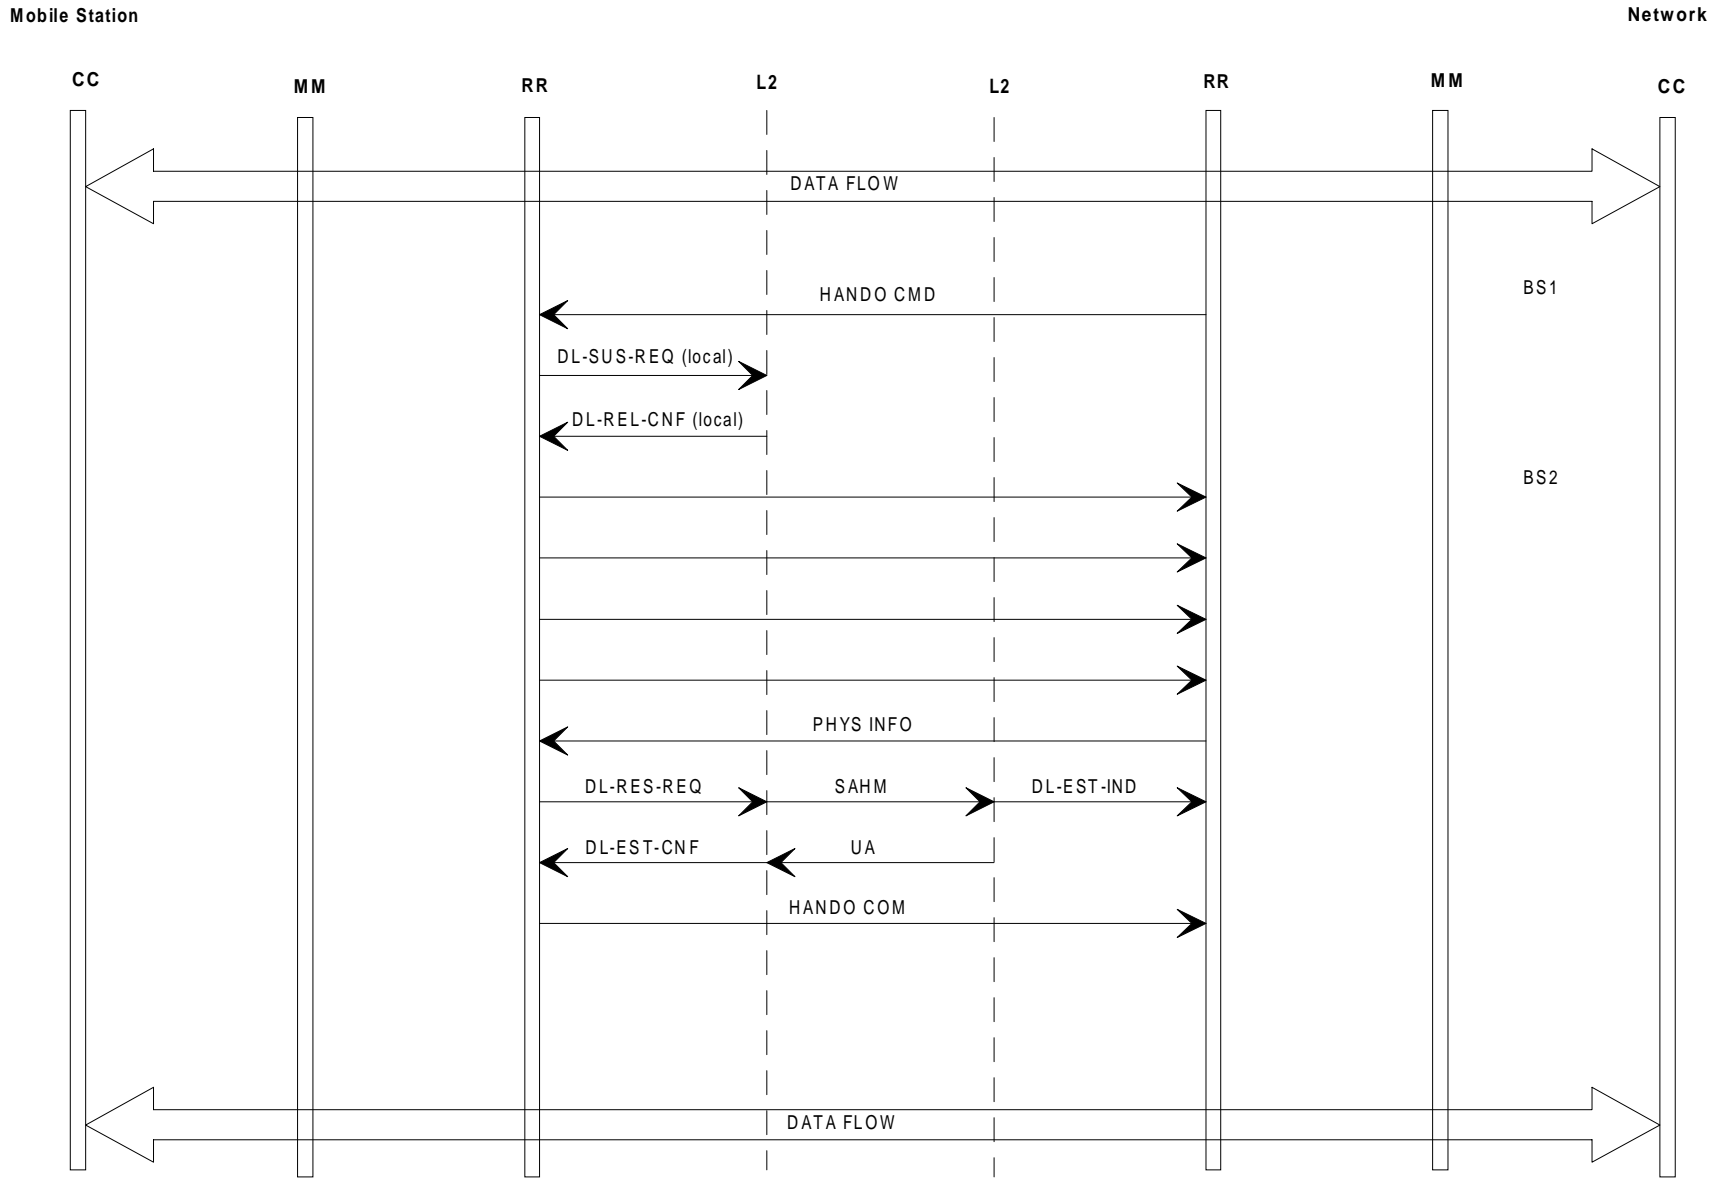 Mobile Station Network
CC MM RR L2 L2 RR MM CC
DATA FLOW
HANDO CMD BS1
DL-SUS-REQ (local)
DL-REL-CNF (local)
BS2
PHYS INFO
DL-RES-REQ SAHM DL-EST-IND
DL-EST-CNF UA
HANDO COM
DATA FLOW